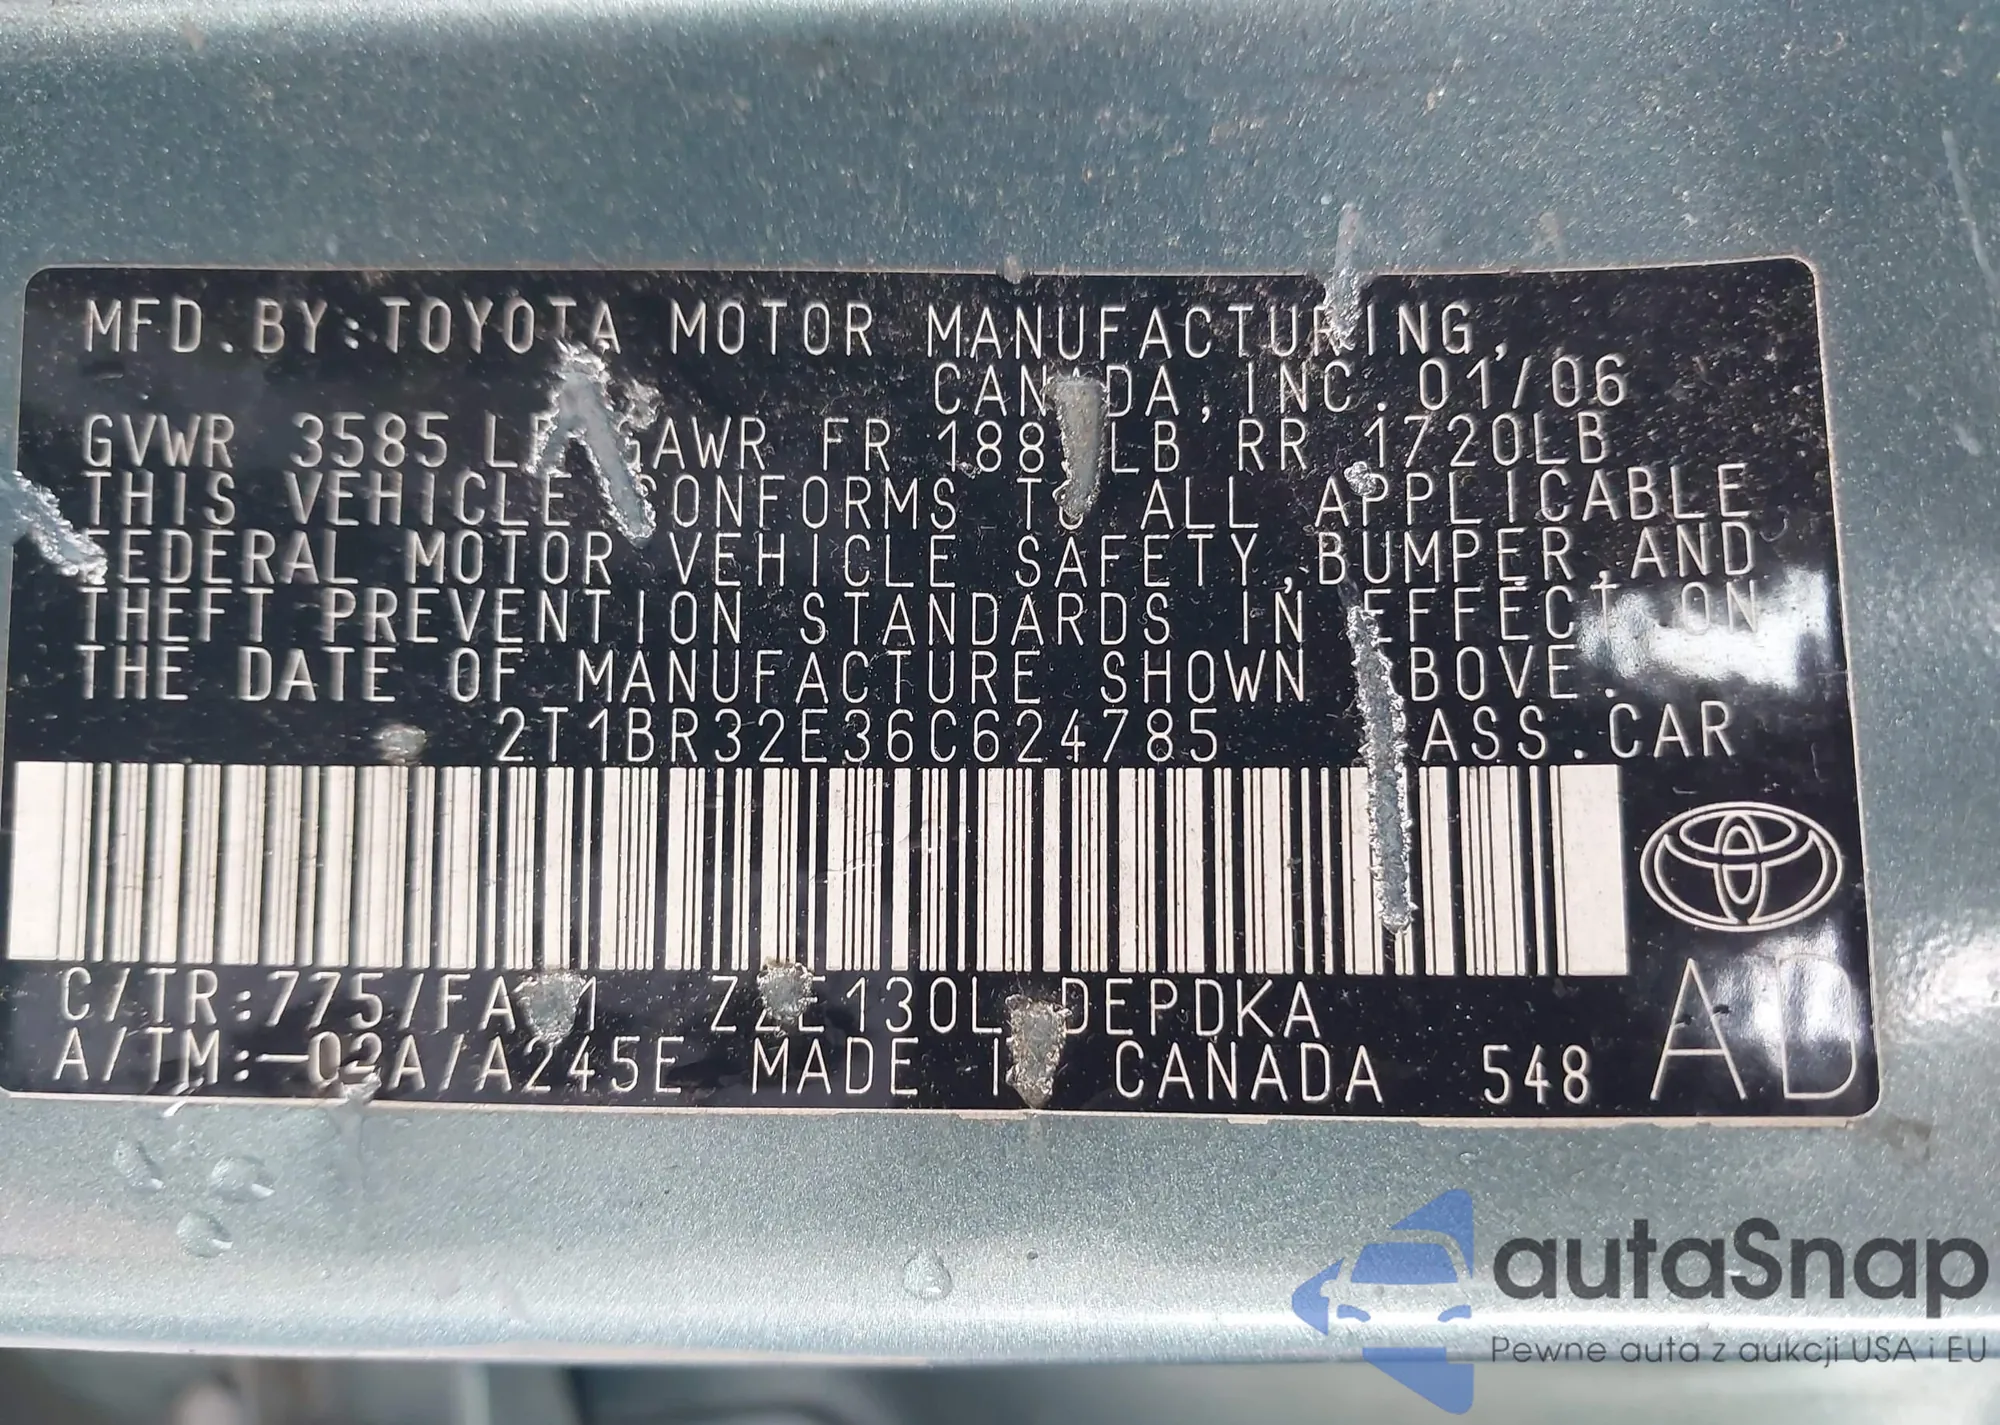 MFD. BY: TOYOTA MOTOR MANUFACTURING,
CANADA, INC. 01/06
GVWR 3585 GAWR FR LB RR 1720LB
THIS VEHICLE CONFORMS TO ALL APPLICABLE
FEDERAL MOTOR VEHICLE SAFETY, BUMPER, AND
THEFT PREVENTION STANDARDS IN EFFECT ON
THE DATE OF MANUFACTURE SHOWN ABOVE.
2T1BR32E36C624785 PASS. CAR
C/TR:775/ ZZE130L DEPDKA
A/TM:-02A/A245E MADE IN CANADA 548
AD
autaSnap
Pewne auta z aukcji USA i EU